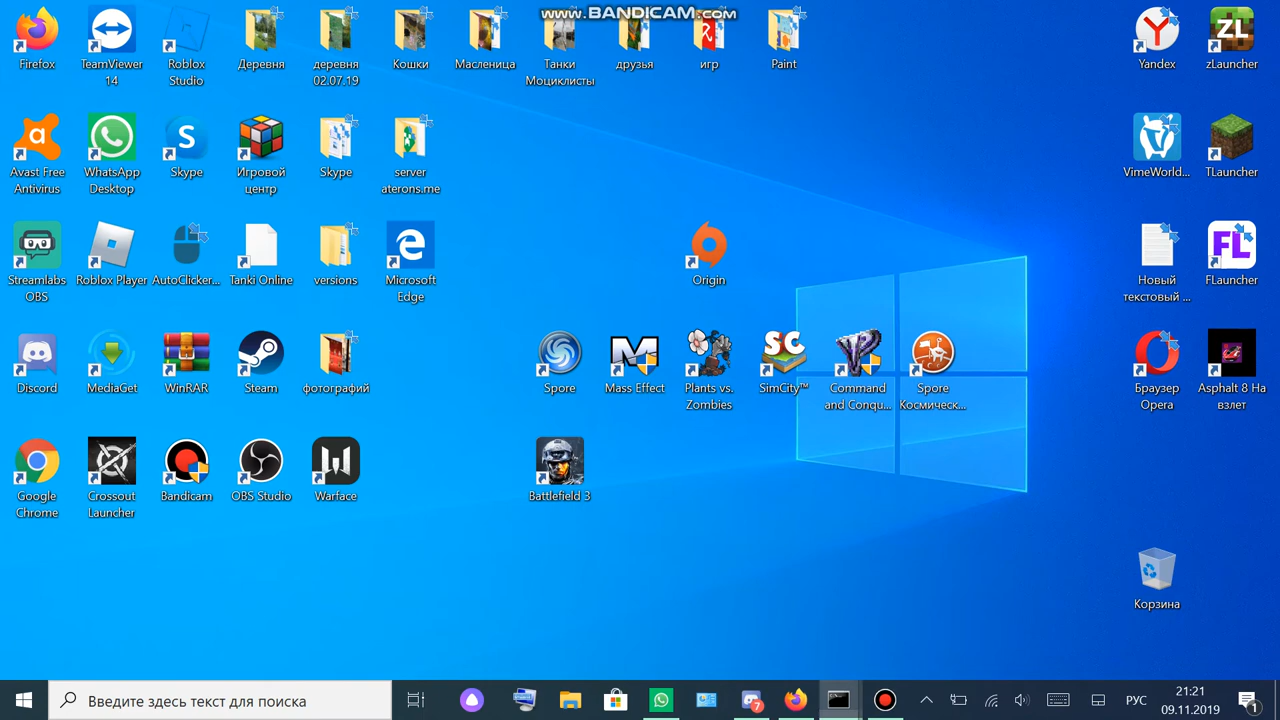 www.BANDICAM.com
Firefox
TeamViewer
14
Roblox
Studio
Деревня
деревня
02.07.19
Кошки
Масленица
Танки
Моциклисты
друзья
игр
Paint
Yandex
zLauncher
Avast Free
Antivirus
WhatsApp
Desktop
Skype
Игровой
центр
Skype
server
aterons.me
VimeWorld...
TLauncher
Streamlabs
OBS
Roblox Player
AutoClicker...
Tanki Online
versions
Microsoft
Edge
Origin
Новый
текстовый ...
FLauncher
Discord
MediaGet
WinRAR
Steam
фотографий
Spore
Mass Effect
Plants vs.
Zombies
SimCity™
Command
and Conqu...
Spore
Космическ...
Браузер
Opera
Asphalt 8 На
взлет
Google
Chrome
Crossout
Launcher
Bandicam
OBS Studio
Warface
Battlefield 3
Корзина
Введите здесь текст для поиска
7
РУС
21:21
09.11.2019
1
ZL
FL
SC